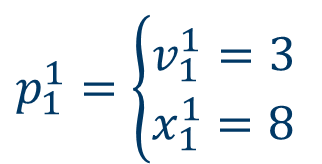 p₁¹ = {
v₁¹ = 3
x₁¹ = 8